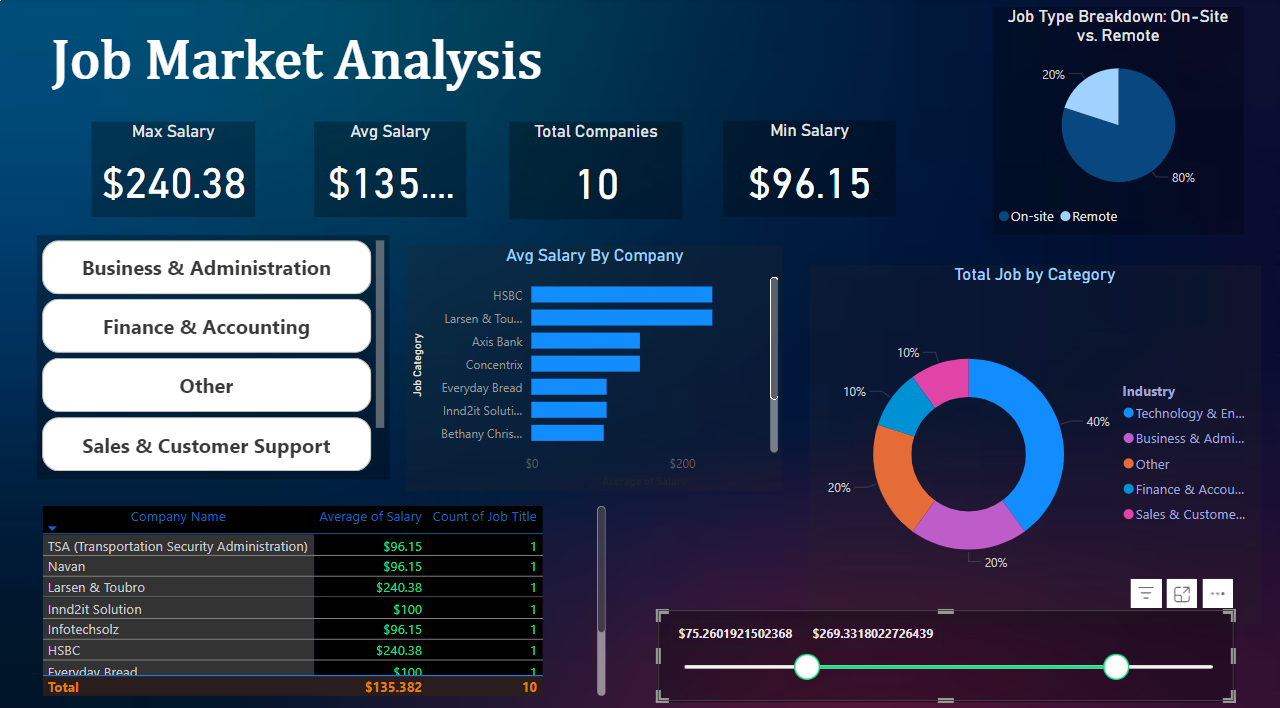 Job Market Analysis
Job Type Breakdown: On-Site
vs. Remote
20%
80%
On-site Remote
Max Salary
$240.38
Avg Salary
$135....
Total Companies
10
Min Salary
$96.15
Business & Administration
Finance & Accounting
Other
Sales & Customer Support
Avg Salary By Company
Job Category
HSBC
Larsen & Tou...
Axis Bank
Concentrix
Everyday Bread
Innd2it Soluti...
Bethany Chris...
$0 $200
Average of Salary
Total Job by Category
10%
10%
40%
20%
20%
Industry
Technology & En...
Business & Admi...
Other
Finance & Accou...
Sales & Custome...
Company Name Average of Salary Count of Job Title
TSA (Transportation Security Administration) $96.15 1
Navan $96.15 1
Larsen & Toubro $240.38 1
Innd2it Solution $100 1
Infotechsolz $96.15 1
HSBC $240.38 1
Everyday Bread $100 1
Total $135.382 10
$75.2601921502368 $269.3318022726439